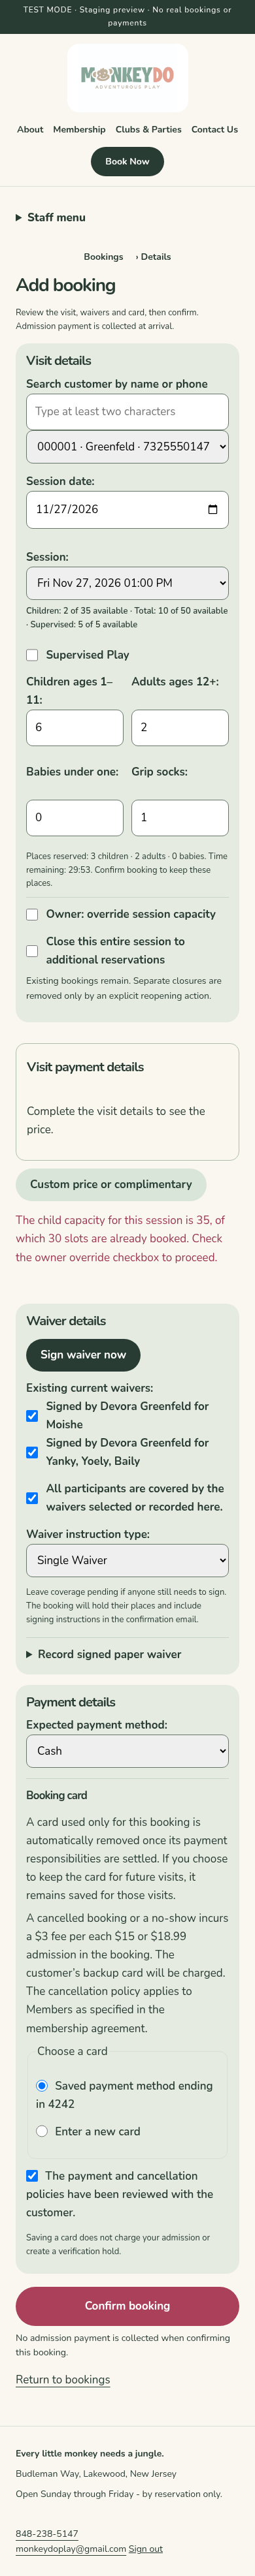 TEST MODE · Staging preview · No real bookings or
payments
MONKEYDO
ADVENTUROUS PLAY
About Membership Clubs & Parties Contact Us
Book Now
Staff menu
Bookings › Details
Add booking
Review the visit, waivers and card, then confirm.
Admission payment is collected at arrival.
Visit details
Search customer by name or phone
Type at least two characters
000001 · Greenfeld · 7325550147
Session date:
11/27/2026
Session:
Fri Nov 27, 2026 01:00 PM
Children: 2 of 35 available · Total: 10 of 50 available
· Supervised: 5 of 5 available
Supervised Play
Children ages 1–
11:
Adults ages 12+:
6
2
Babies under one:
Grip socks:
0
1
Places reserved: 3 children · 2 adults · 0 babies. Time
remaining: 29:53. Confirm booking to keep these
places.
Owner: override session capacity
Close this entire session to
additional reservations
Existing bookings remain. Separate closures are
removed only by an explicit reopening action.
Visit payment details
Complete the visit details to see the
price.
Custom price or complimentary
The child capacity for this session is 35, of
which 30 slots are already booked. Check
the owner override checkbox to proceed.
Waiver details
Sign waiver now
Existing current waivers:
Signed by Devora Greenfeld for
Moishe
Signed by Devora Greenfeld for
Yanky, Yoely, Baily
All participants are covered by the
waivers selected or recorded here.
Waiver instruction type:
Single Waiver
Leave coverage pending if anyone still needs to sign.
The booking will hold their places and include
signing instructions in the confirmation email.
Record signed paper waiver
Payment details
Expected payment method:
Cash
Booking card
A card used only for this booking is
automatically removed once its payment
responsibilities are settled. If you choose
to keep the card for future visits, it
remains saved for those visits.
A cancelled booking or a no-show incurs
a $3 fee per each $15 or $18.99
admission in the booking. The
customer’s backup card will be charged.
The cancellation policy applies to
Members as specified in the
membership agreement.
Choose a card
Saved payment method ending
in 4242
Enter a new card
The payment and cancellation
policies have been reviewed with the
customer.
Saving a card does not charge your admission or
create a verification hold.
Confirm booking
No admission payment is collected when confirming
this booking.
Return to bookings
Every little monkey needs a jungle.
Budleman Way, Lakewood, New Jersey
Open Sunday through Friday - by reservation only.
848-238-5147
monkeydoplay@gmail.com Sign out